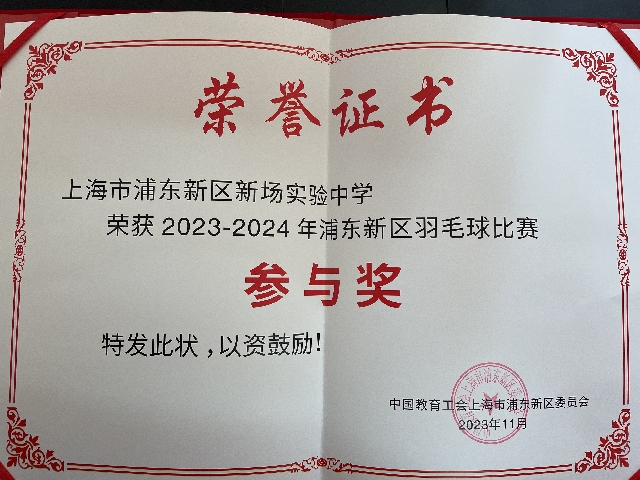 荣誉证书
上海市浦东新区新场实验中学
荣获 2023-2024 年浦东新区羽毛球比赛
参与奖
特发此状，以资鼓励！
中国教育工会上海市浦东新区委员会
2023年11月